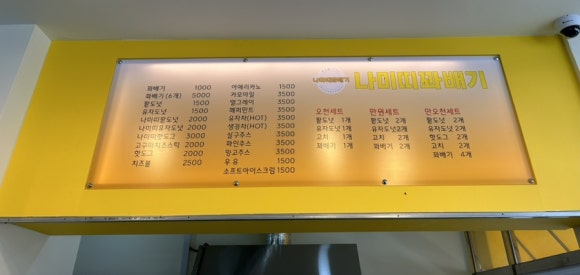 나미띠꽈배기
나미띠꽈배기
꽈배기 1000
꽈배기 (6개) 5000
팥도넛 1500
유자도넛 1500
나미띠팥도넛 2000
나미띠유자도넛 2000
나미띠핫도그 3000
고구마치즈스틱 2000
핫도그 2000
치즈볼 2500
아메리카노 1500
카모마일 3500
얼그레이 3500
페퍼민트 3500
유자차(HOT) 3500
생강차(HOT) 3500
딸구주스 3500
파인주스 3500
망고주스 3500
우유 1500
소프트아이스크림 1500
오천세트
팥도넛 1개
유자도넛 1개
고치 1개
꽈배기 1개
만원세트
팥도넛 2개
유자도넛 2개
고치 2개
꽈배기 2개
만오천세트
팥도넛 2개
유자도넛 2개
핫도그 2개
고치 2개
꽈배기 4개